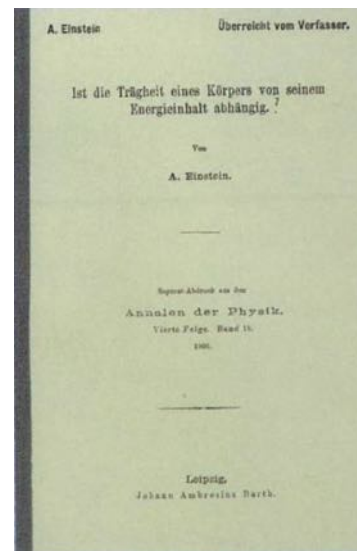 A. Einstein
Überreicht vom Verfasser.
Ist die Trägheit eines Körpers von seinem
Energieinhalt abhängig.?
Von
A. Einstein.
Separat-Abdruck aus den
Annalen der Physik.
Vierte Folge. Band 18.
1905.
Leipzig,
Johann Ambrosius Barth.